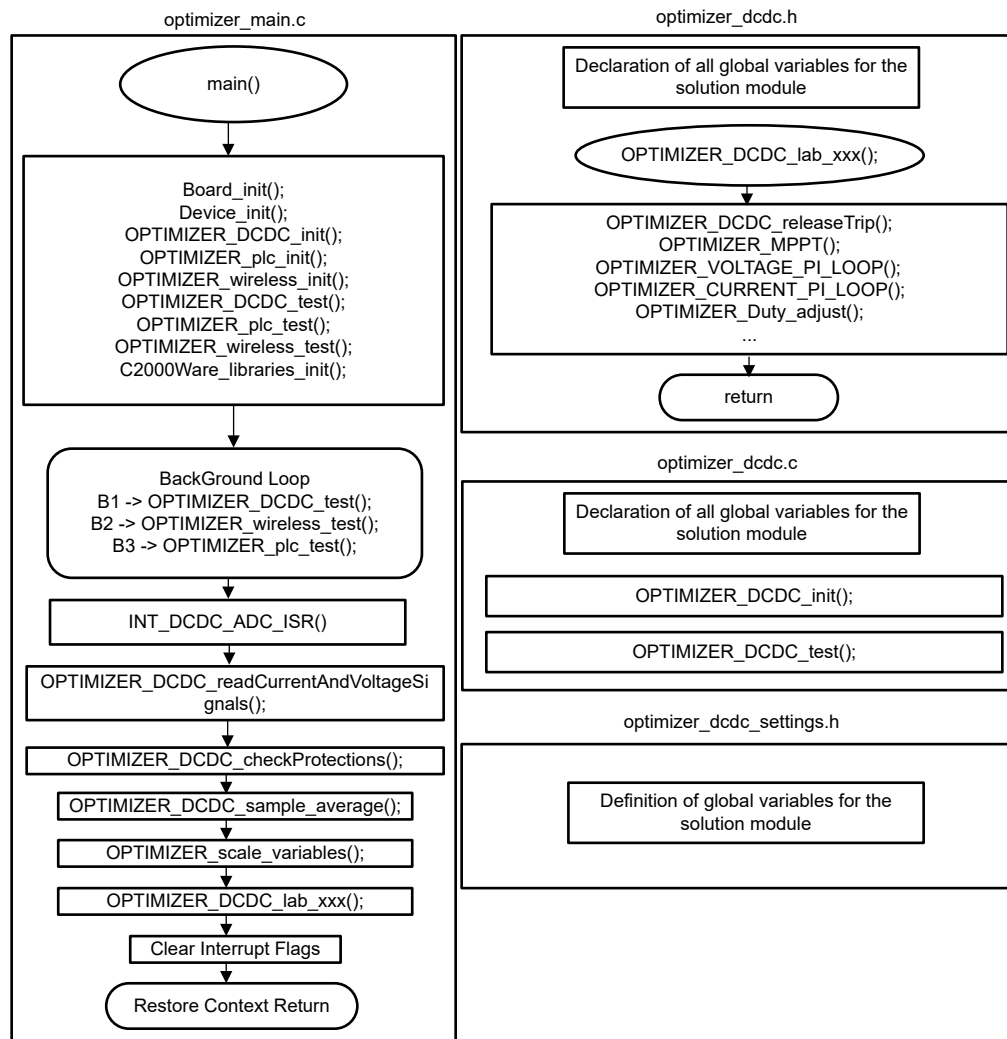 optimizer_main.c
main()
Board_init();
Device_init();
OPTIMIZER_DCDC_init();
OPTIMIZER_plc_init();
OPTIMIZER_wireless_init();
OPTIMIZER_DCDC_test();
OPTIMIZER_plc_test();
OPTIMIZER_wireless_test();
C2000Ware_libraries_init();
BackGround Loop
B1 -> OPTIMIZER_DCDC_test();
B2 -> OPTIMIZER_wireless_test();
B3 -> OPTIMIZER_plc_test();
INT_DCDC_ADC_ISR()
OPTIMIZER_DCDC_readCurrentAndVoltageSi
gnals();
OPTIMIZER_DCDC_checkProtections();
OPTIMIZER_DCDC_sample_average();
OPTIMIZER_scale_variables();
OPTIMIZER_DCDC_lab_xxx();
Clear Interrupt Flags
Restore Context Return
optimizer_dcdc.h
Declaration of all global variables for the
solution module
OPTIMIZER_DCDC_lab_xxx();
OPTIMIZER_DCDC_releaseTrip();
OPTIMIZER_MPPT();
OPTIMIZER_VOLTAGE_PI_LOOP();
OPTIMIZER_CURRENT_PI_LOOP();
OPTIMIZER_Duty_adjust();
...
return
optimizer_dcdc.c
Declaration of all global variables for the
solution module
OPTIMIZER_DCDC_init();
OPTIMIZER_DCDC_test();
optimizer_dcdc_settings.h
Definition of global variables for the
solution module